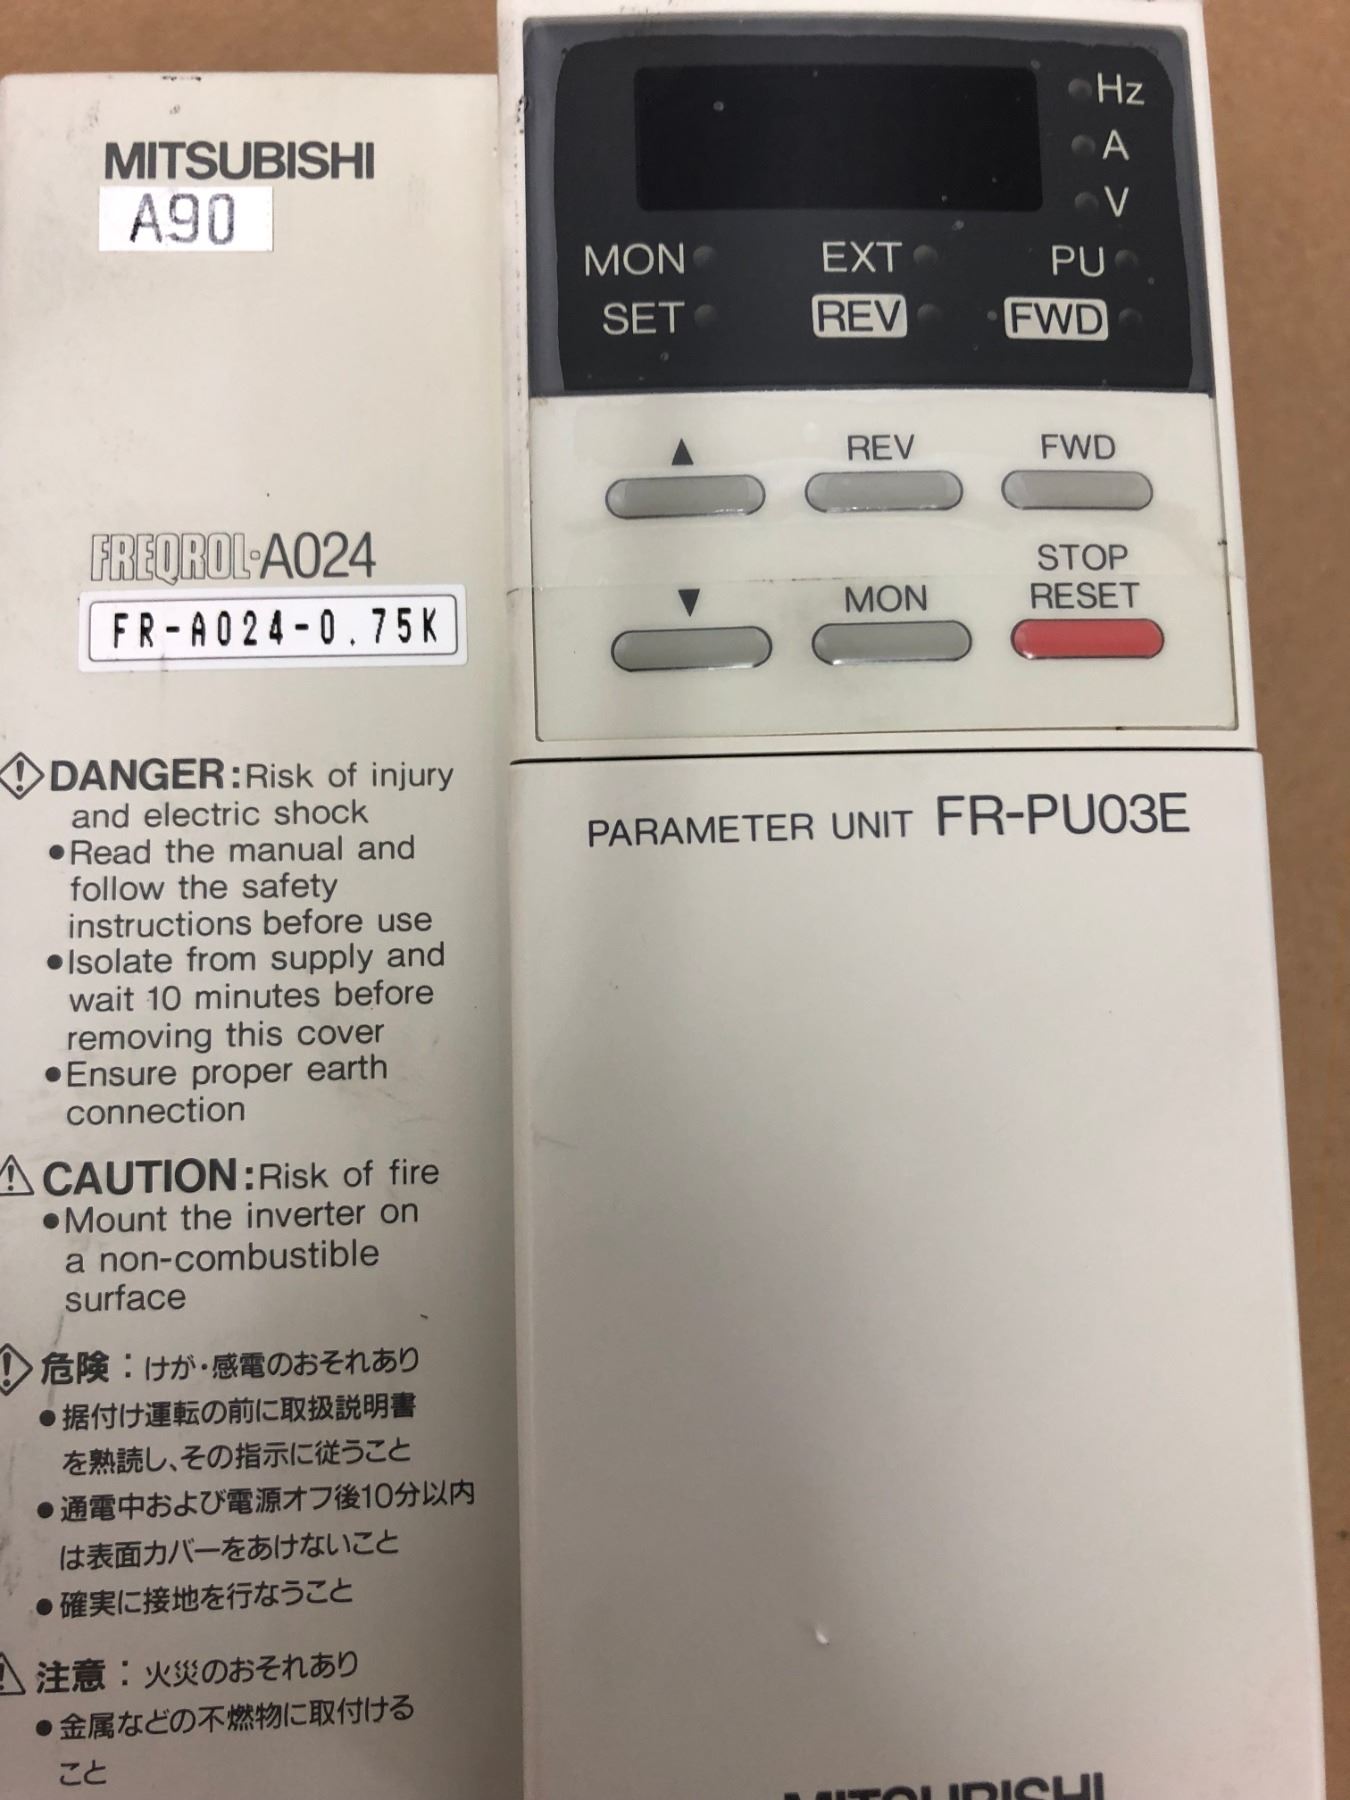 MITSUBISHI
A90
FREQROL-A024
FR-A024-0.75K
DANGER:Risk of injury
and electric shock
●Read the manual and
follow the safety
instructions before use
●Isolate from supply and
wait 10 minutes before
removing this cover
●Ensure proper earth
connection
CAUTION:Risk of fire
●Mount the inverter on
a non-combustible
surface
危険：けが・感電のおそれあり
●据付け運転の前に取扱説明書
を熟読し、その指示に従うこと
●通電中および電源オフ後10分以内
は表面カバーをあけないこと
●確実に接地を行なうこと
注意：火災のおそれあり
●金属などの不燃物に取付ける
こと
Hz
A
V
MON EXT PU
SET REV FWD
▲ REV FWD
STOP
▼ MON RESET
PARAMETER UNIT FR-PU03E
MITSUBISHI